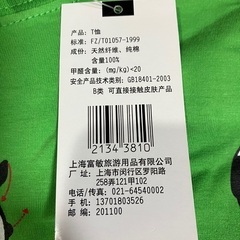 产品：T恤
标准：FZ/T01057-1999
成份：天然纤维、纯棉
含量100%
甲醛含量：(mg/kg)<20
安全产品技术类别：GB18401-2003
B类 可直接接触皮肤产品
2134 3810
上海富敏旅游用品有限公司
厂址：上海市闵行区罗阳路
258弄121甲102
电话：021-64540002
手机：13701803526
邮编：201100